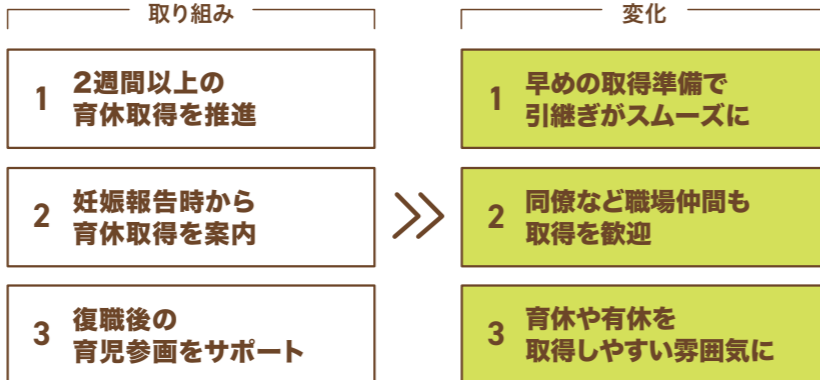 取り組み
1 2週間以上の
育休取得を推進
2 妊娠報告時から
育休取得を案内
3 復職後の
育児参画をサポート
変化
1 早めの取得準備で
引継ぎがスムーズに
2 同僚など職場仲間も
取得を歓迎
3 育休や有休を
取得しやすい雰囲気に